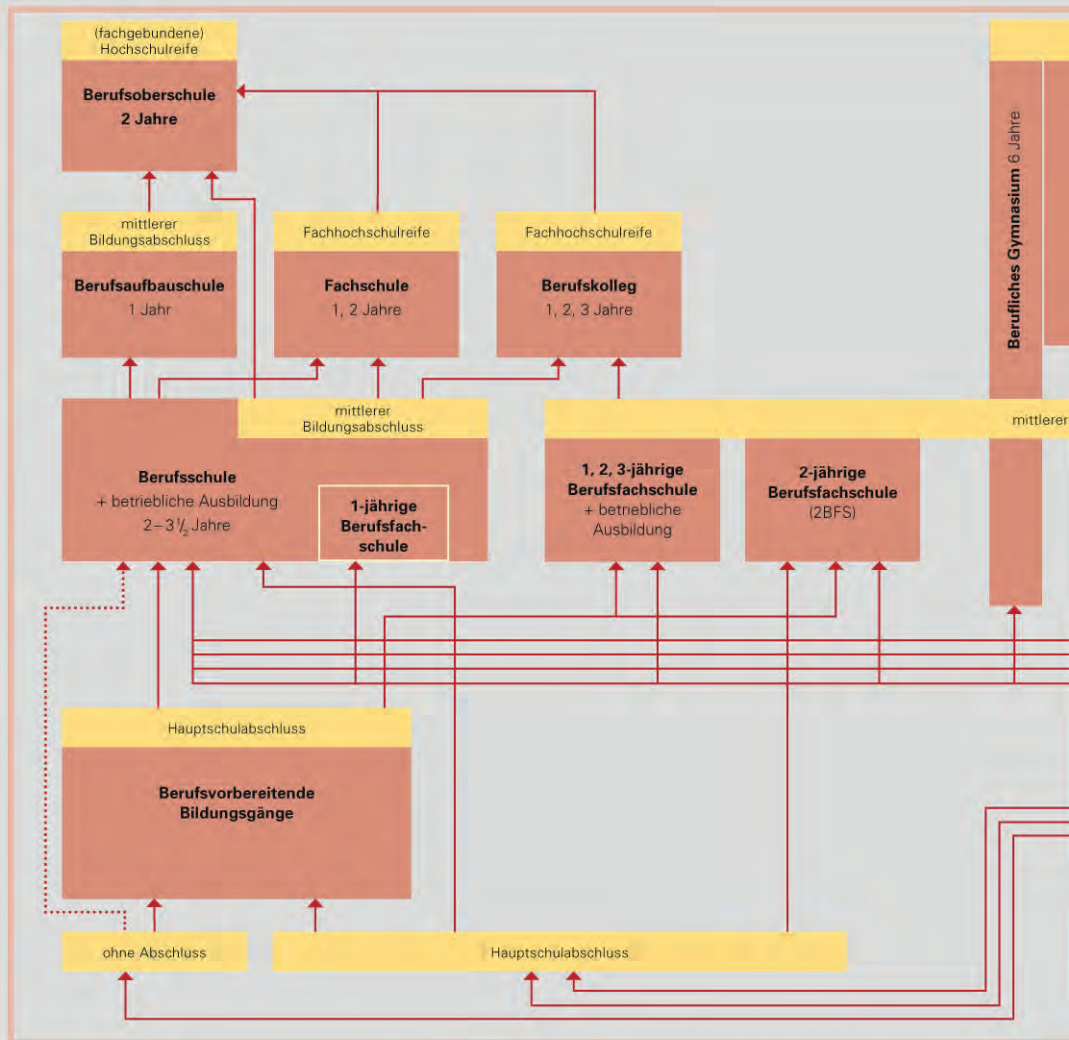 (fachgebundene)
Hochschulreife
Berufsoberschule
2 Jahre
mittlerer
Bildungsabschluss
Berufsaufbauschule
1 Jahr
Fachhochschulreife
Fachschule
1, 2 Jahre
Fachhochschulreife
Berufskolleg
1, 2, 3 Jahre
Berufliches Gymnasium 6 Jahre
mittlerer
Bildungsabschluss
Berufsschule
+ betriebliche Ausbildung
2–3 1/2 Jahre
1-jährige
Berufsfach-
schule
mittlerer
1, 2, 3-jährige
Berufsfachschule
+ betriebliche
Ausbildung
2-jährige
Berufsfachschule
(2BFS)
Hauptschulabschluss
Berufsvorbereitende
Bildungsgänge
ohne Abschluss
Hauptschulabschluss